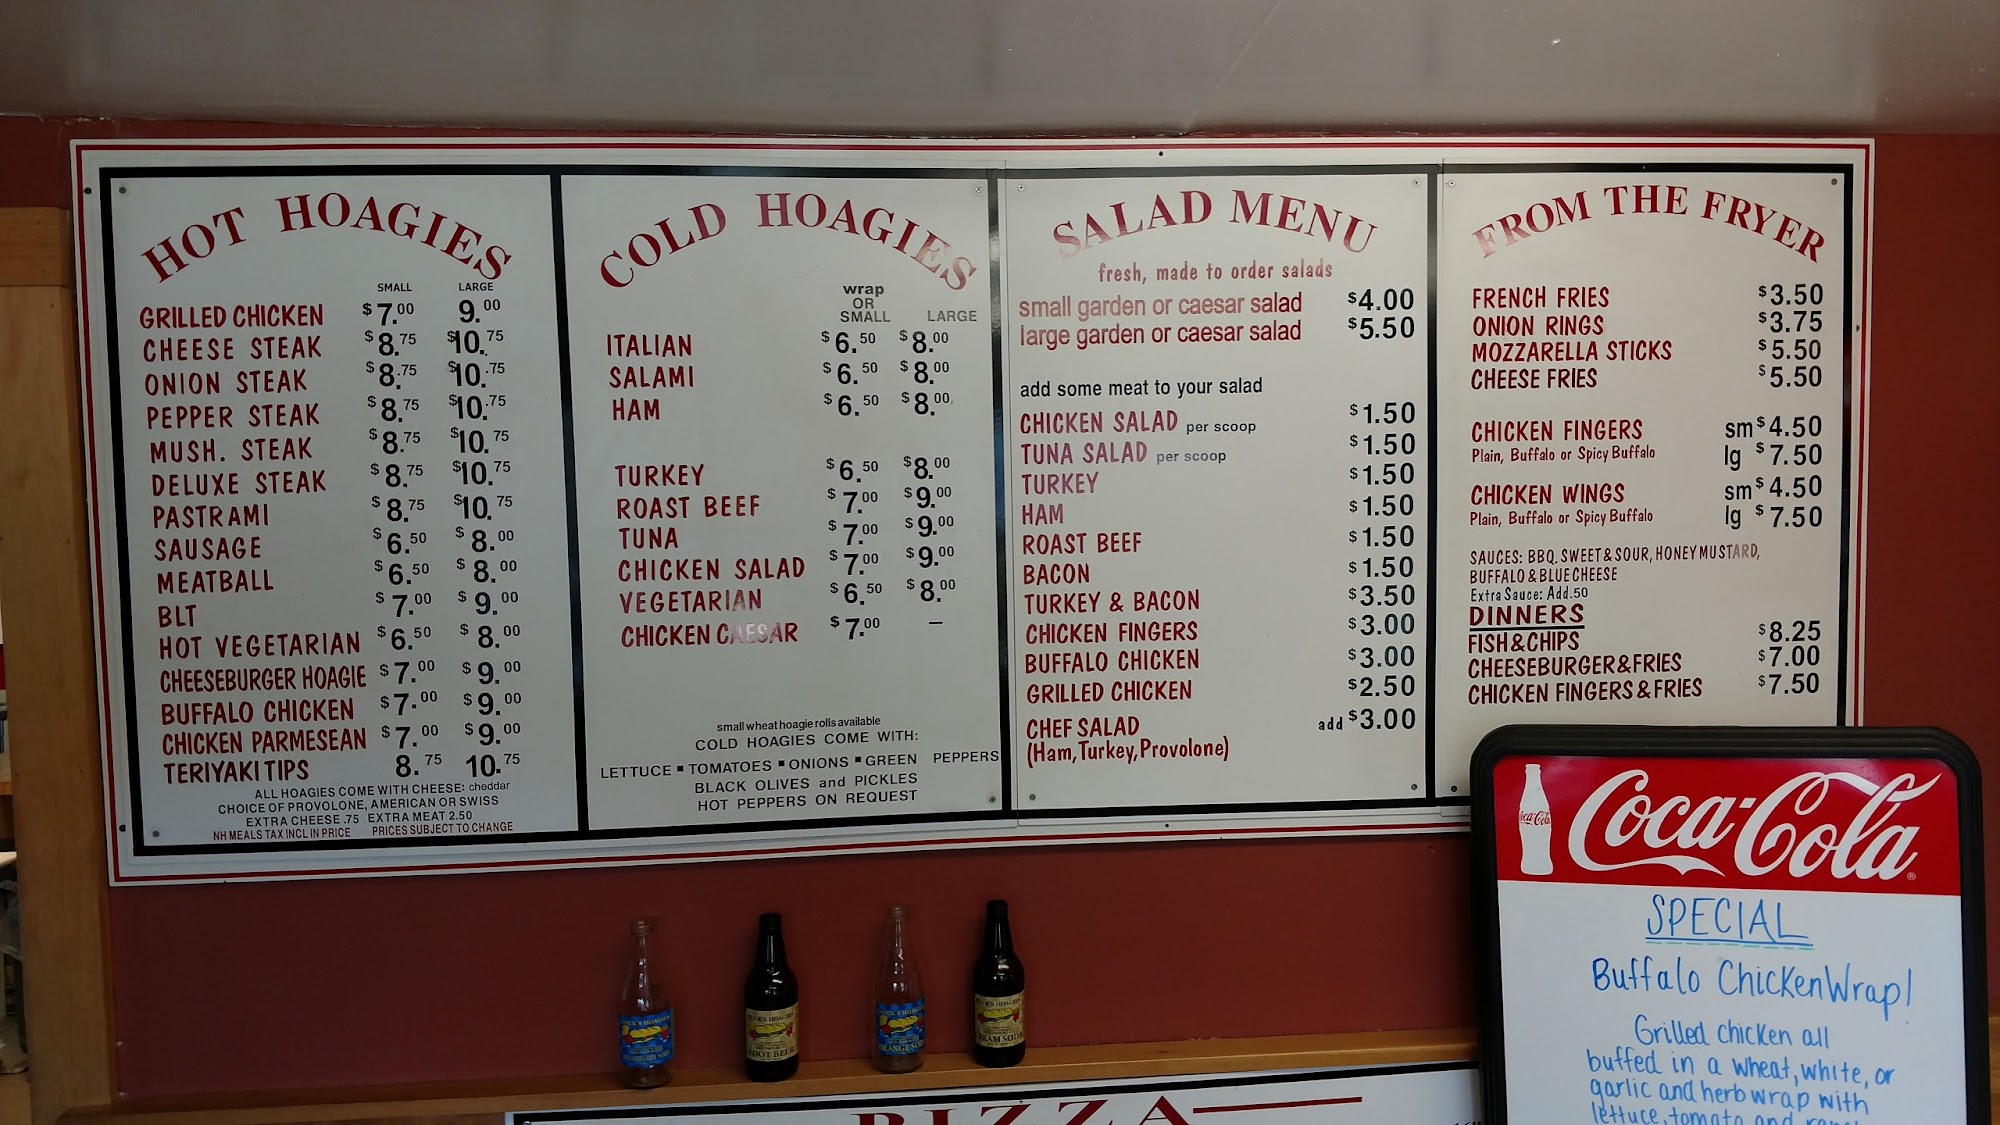 HOT HOAGIES
SMALL LARGE
GRILLED CHICKEN $7.00 9.00
CHEESE STEAK $8.75 $10.75
ONION STEAK $8.75 $10.75
PEPPER STEAK $8.75 $10.75
MUSH. STEAK $8.75 $10.75
DELUXE STEAK $8.75 $10.75
PASTRAMI $8.75 $10.75
SAUSAGE $6.50 $8.00
MEATBALL $6.50 $8.00
BLT $7.00 $9.00
HOT VEGETARIAN $6.50 $8.00
CHEESEBURGER HOAGIE $7.00 $9.00
BUFFALO CHICKEN $7.00 $9.00
CHICKEN PARMESEAN $7.00 $9.00
TERIYAKI TIPS 8.75 10.75
ALL HOAGIES COME WITH CHEESE: cheddar
CHOICE OF PROVOLONE, AMERICAN OR SWISS
EXTRA CHEESE .75 EXTRA MEAT 2.50
NH MEALS TAX INCL IN PRICE PRICES SUBJECT TO CHANGE
COLD HOAGIES
wrap
OR
SMALL LARGE
ITALIAN $6.50 $8.00
SALAMI $6.50 $8.00
HAM $6.50 $8.00
TURKEY $6.50 $8.00
ROAST BEEF $7.00 $9.00
TUNA $7.00 $9.00
CHICKEN SALAD $7.00 $9.00
VEGETARIAN $6.50 $8.00
CHICKEN CAESAR $7.00 —
small wheat hoagie rolls available
COLD HOAGIES COME WITH:
LETTUCE ▪ TOMATOES ▪ ONIONS ▪ GREEN PEPPERS
BLACK OLIVES and PICKLES
HOT PEPPERS ON REQUEST
SALAD MENU
fresh, made to order salads
small garden or caesar salad $4.00
large garden or caesar salad $5.50
add some meat to your salad
CHICKEN SALAD per scoop $1.50
TUNA SALAD per scoop $1.50
TURKEY $1.50
HAM $1.50
ROAST BEEF $1.50
BACON $1.50
TURKEY & BACON $3.50
CHICKEN FINGERS $3.00
BUFFALO CHICKEN $3.00
GRILLED CHICKEN $2.50
CHEF SALAD add $3.00
(Ham, Turkey, Provolone)
FROM THE FRYER
FRENCH FRIES $3.50
ONION RINGS $3.75
MOZZARELLA STICKS $5.50
CHEESE FRIES $5.50
CHICKEN FINGERS sm $4.50
Plain, Buffalo or Spicy Buffalo lg $7.50
CHICKEN WINGS sm $4.50
Plain, Buffalo or Spicy Buffalo lg $7.50
SAUCES: BBQ. SWEET & SOUR, HONEY MUSTARD,
BUFFALO & BLUE CHEESE
Extra Sauce: Add .50
DINNERS
FISH & CHIPS $8.25
CHEESEBURGER & FRIES $7.00
CHICKEN FINGERS & FRIES $7.50
Coca-Cola
Coca-Cola
SPECIAL
Buffalo Chicken Wrap!
Grilled chicken all
buffed in a wheat, white, or
garlic and herb wrap with
lettuce, tomato and
ROOT BEER
ORANGE SODA
CREAM SODA
PIZZA